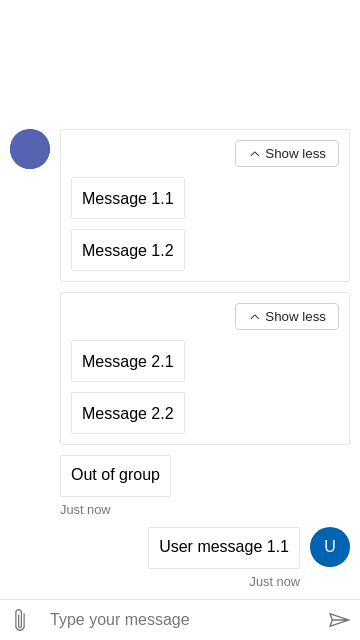 Show less
Message 1.1
Message 1.2
Show less
Message 2.1
Message 2.2
Out of group
Just now
User message 1.1
U
Just now
Type your message